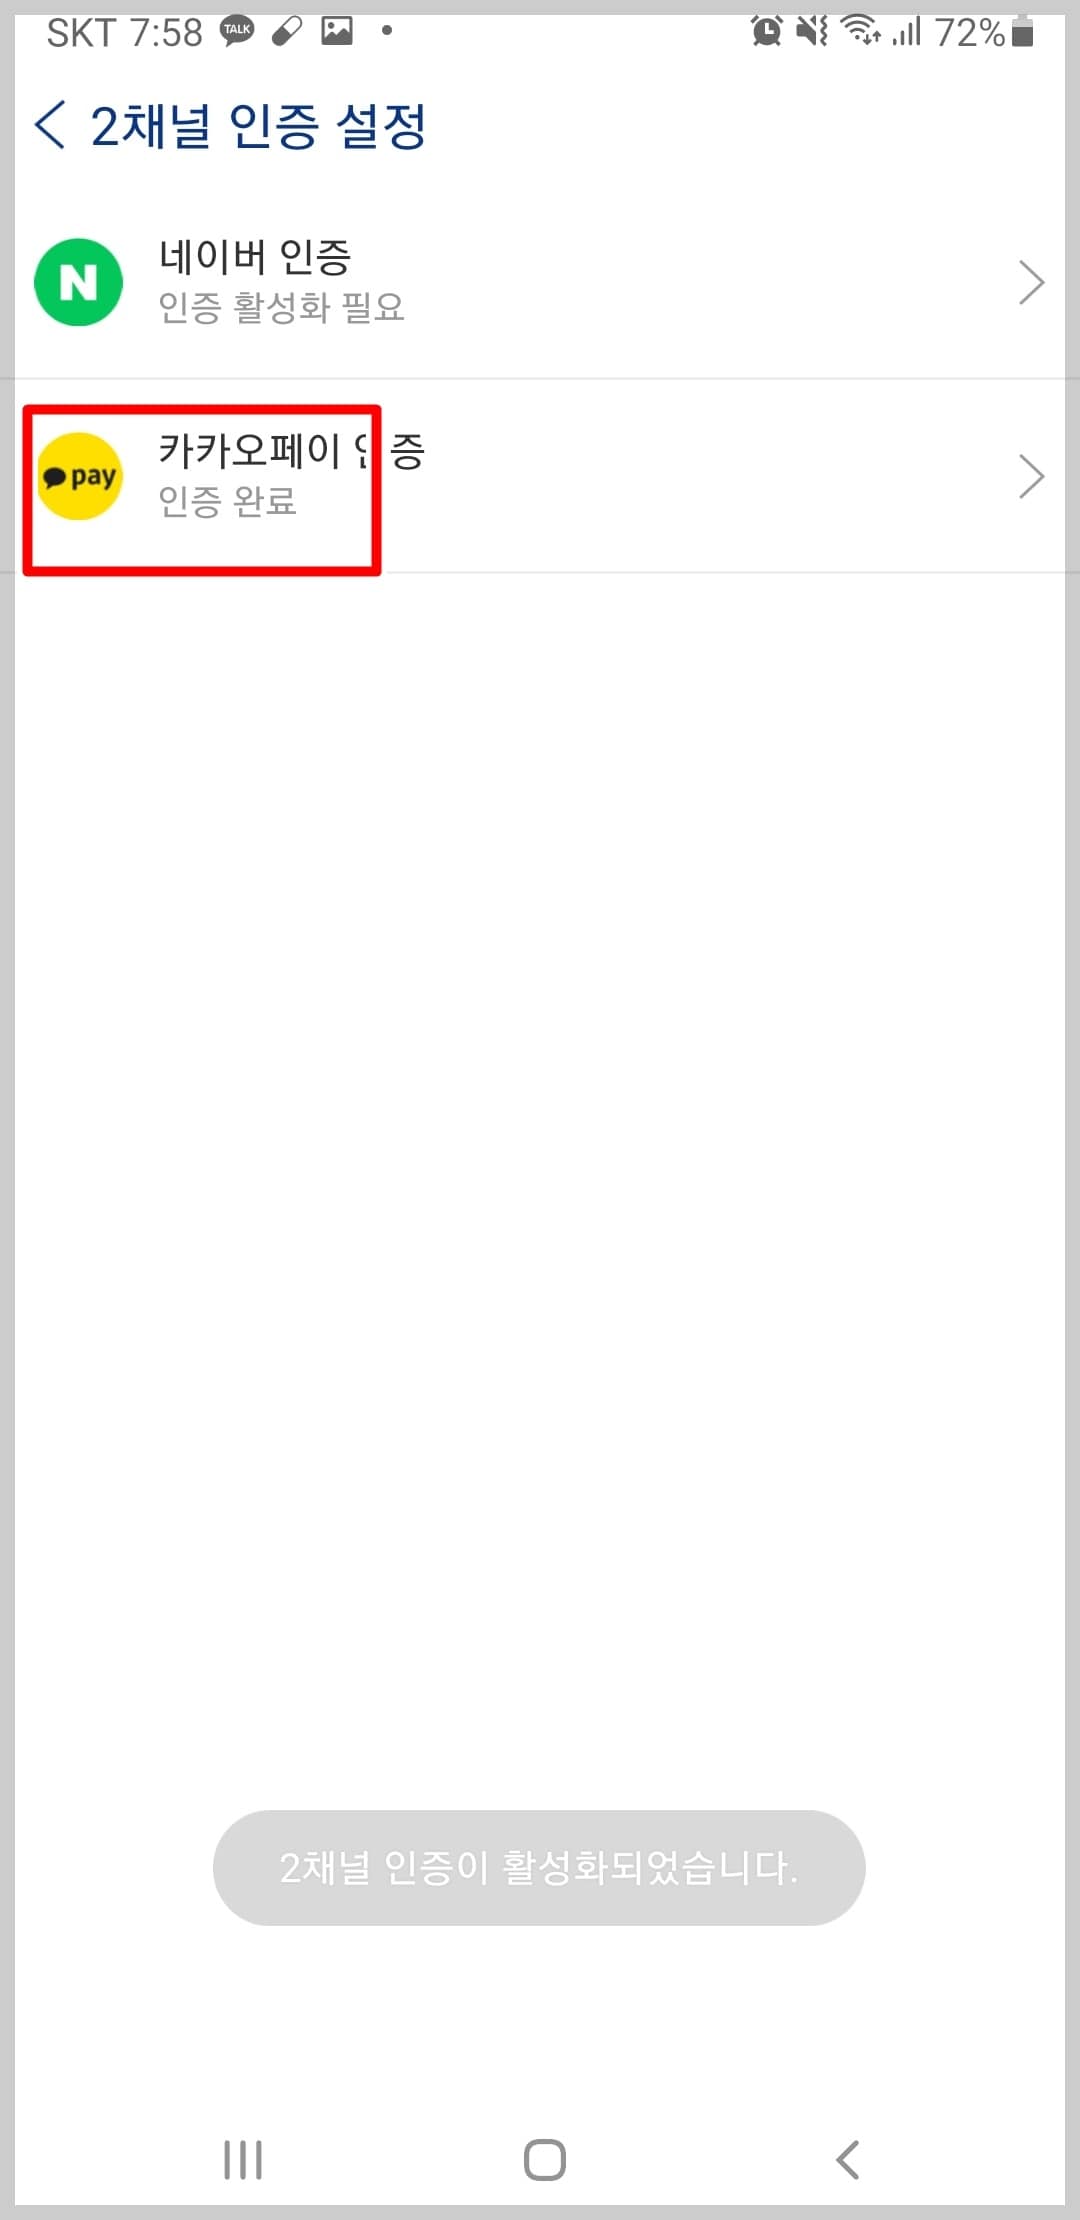 SKT 7:58 TALK 72%
2채널 인증 설정
N
네이버 인증
인증 활성화 필요
pay
카카오페이 인증
인증 완료
2채널 인증이 활성화되었습니다.